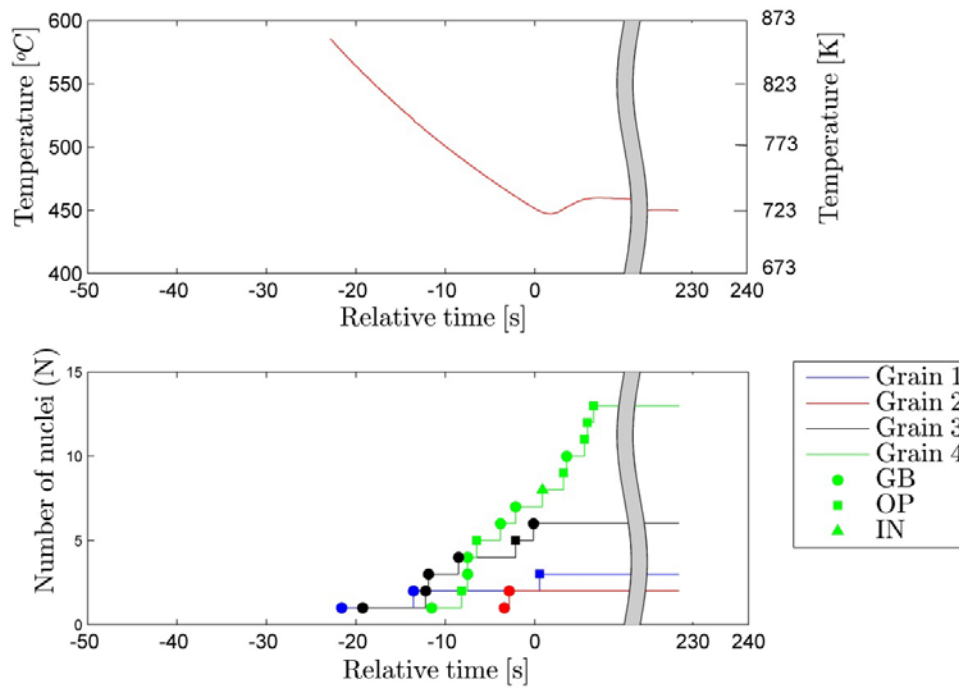 600
550
500
450
400
Temperature [ºC]
873
823
773
723
673
Temperature [K]
-50 -40 -30 -20 -10 0 230 240
Relative time [s]
15
10
5
0
Number of nuclei (N)
-50 -40 -30 -20 -10 0 230 240
Relative time [s]
Grain 1
Grain 2
Grain 3
Grain 4
GB
OP
IN